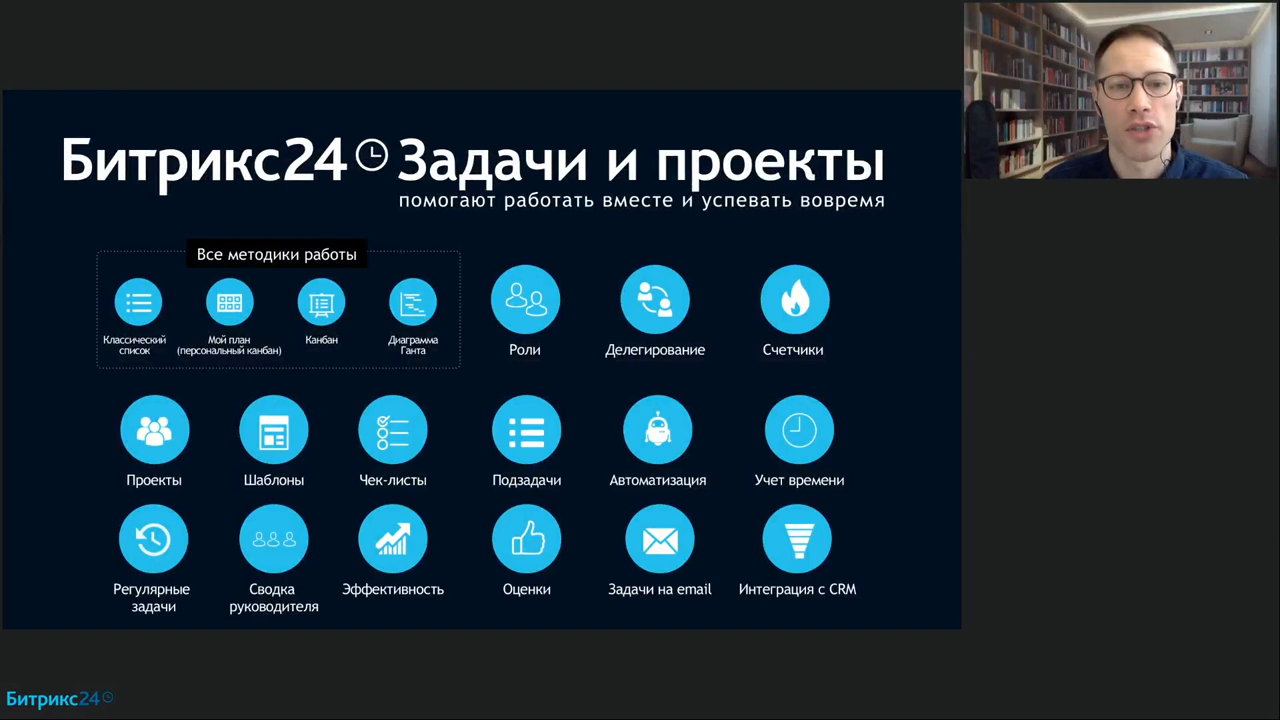 Битрикс24 Задачи и проекты
помогают работать вместе и успевать вовремя
Все методики работы
Классический
список
Мой план
(персональный канбан)
Канбан
Диаграмма
Ганта
Роли
Делегирование
Счетчики
Проекты
Шаблоны
Чек-листы
Подзадачи
Автоматизация
Учет времени
Регулярные
задачи
Сводка
руководителя
Эффективность
Оценки
Задачи на email
Интеграция с CRM
Битрикс24